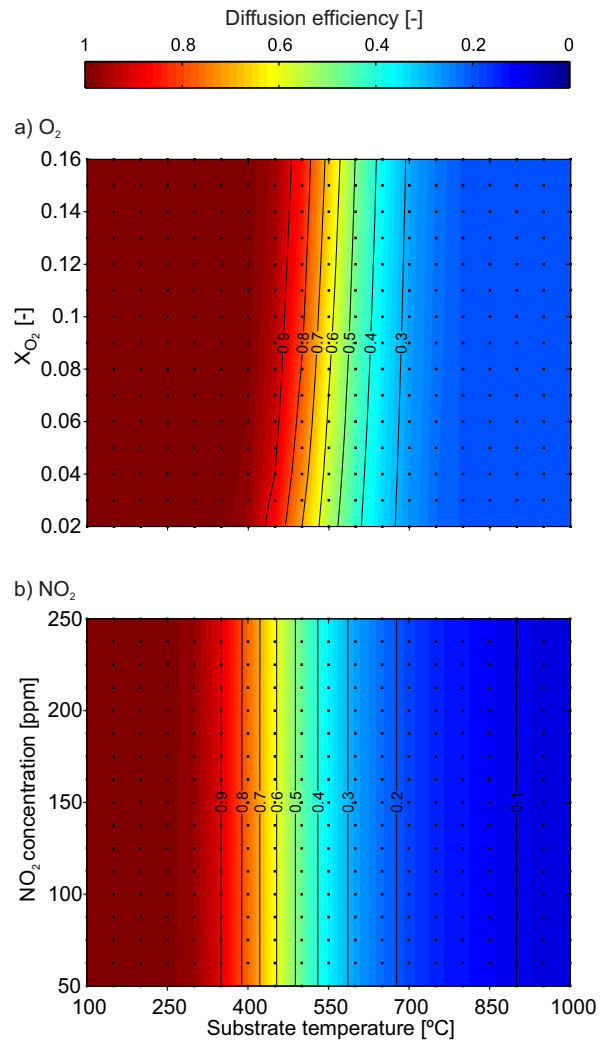 Diffusion efficiency [-]
1 0.8 0.6 0.4 0.2 0
a) O₂
0.16
0.14
0.12
0.1
0.08
0.06
0.04
0.02
X_O₂ [-]
0.9 0.8 0.7 0.6 0.5 0.4 0.3
b) NO₂
250
200
150
100
50
NO₂ concentration [ppm]
0.9 0.8 0.7 0.6 0.5 0.4 0.3 0.2 0.1
100 250 400 550 700 850 1000
Substrate temperature [ºC]